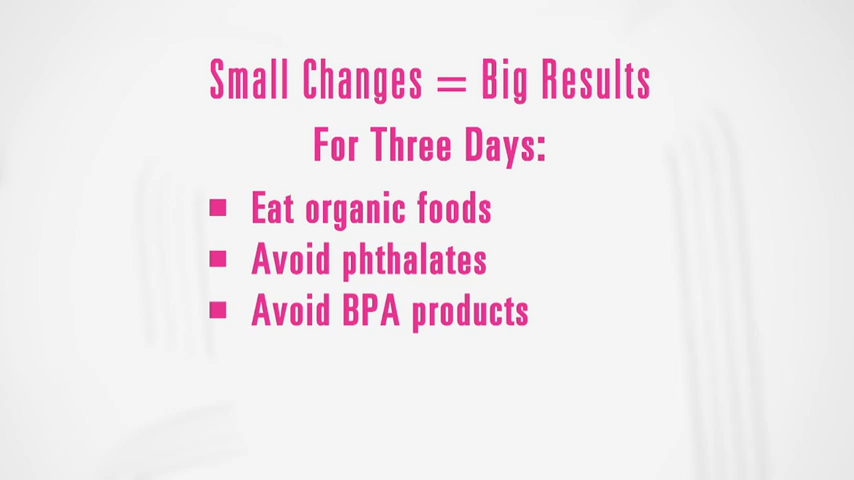 Small Changes = Big Results
For Three Days:
▪ Eat organic foods
▪ Avoid phthalates
▪ Avoid BPA products